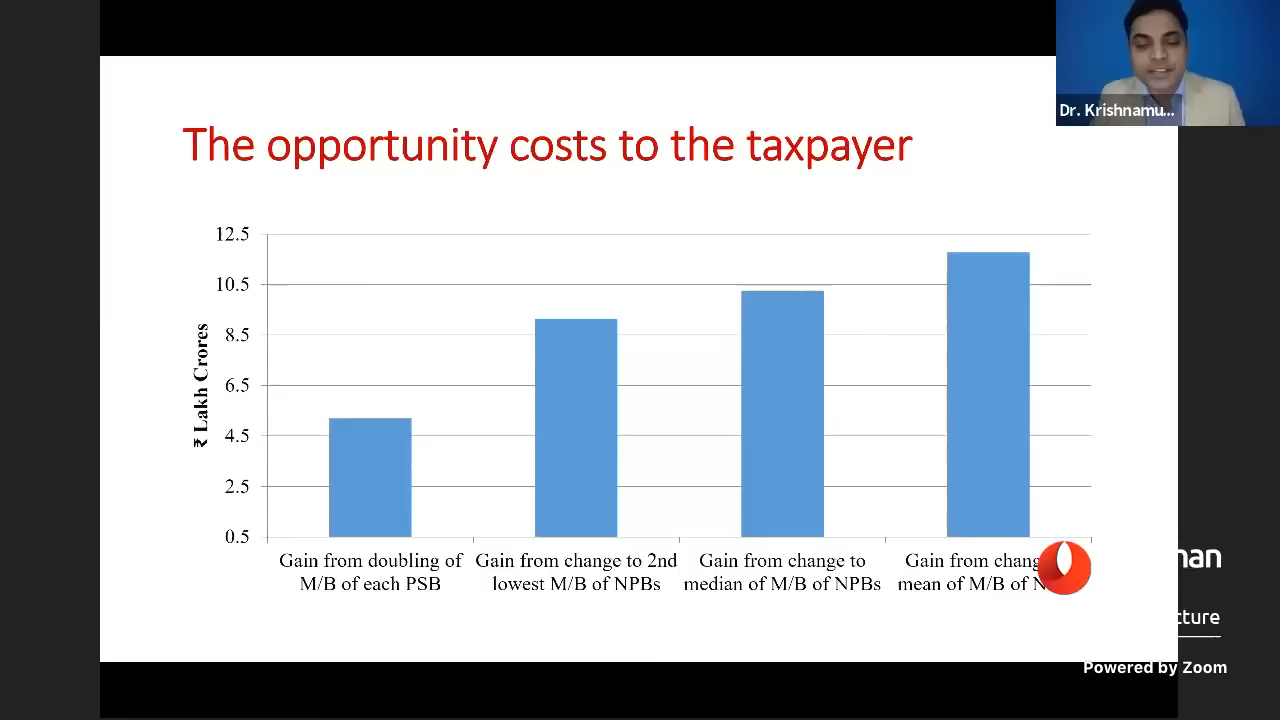 Dr. Krishnamu...
The opportunity costs to the taxpayer
12.5
10.5
8.5
6.5
4.5
2.5
0.5
₹ Lakh Crores
Gain from doubling of
M/B of each PSB
Gain from change to 2nd
lowest M/B of NPBs
Gain from change to
median of M/B of NPBs
Gain from chang
mean of M/B of N
nan
cture
Powered by Zoom